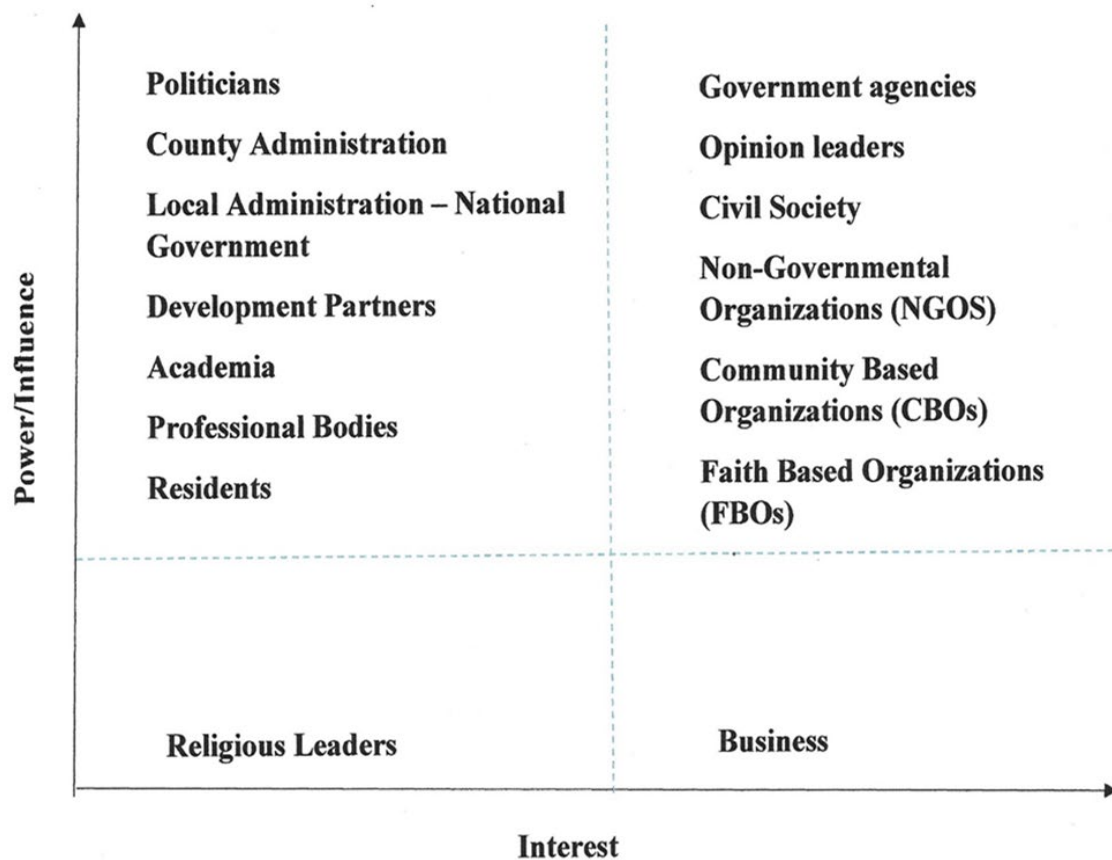 Power/Influence
Politicians
County Administration
Local Administration – National
Government
Development Partners
Academia
Professional Bodies
Residents
Government agencies
Opinion leaders
Civil Society
Non-Governmental
Organizations (NGOS)
Community Based
Organizations (CBOs)
Faith Based Organizations
(FBOs)
Religious Leaders
Business
Interest